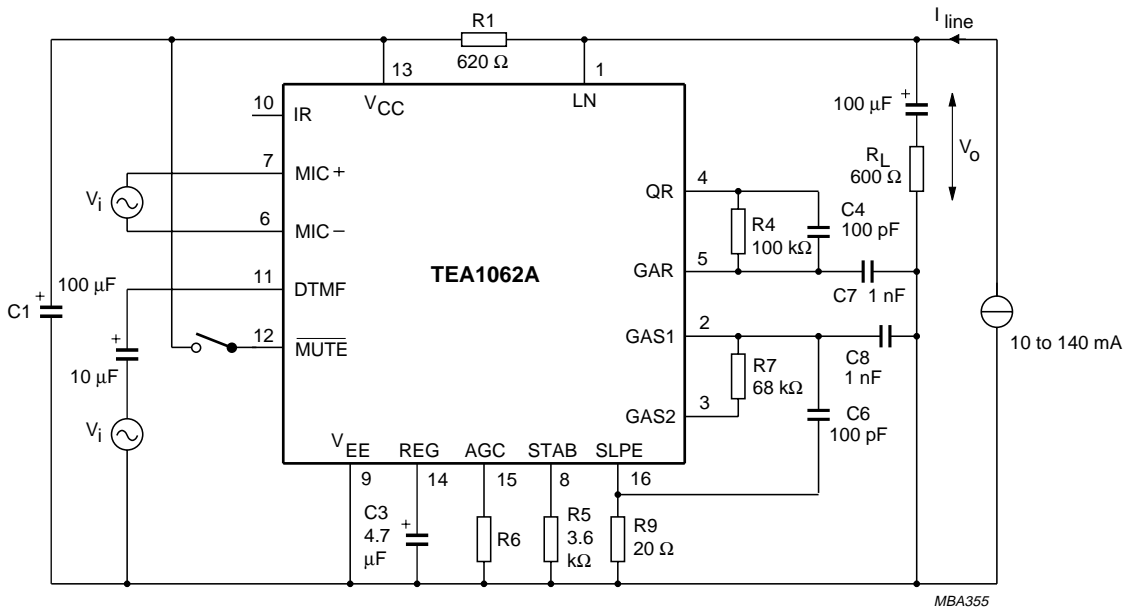 R1
I line
620 Ω
13
1
VCC
LN
10
IR
100 μF
+
Vo
RL
600 Ω
7
MIC+
Vi
6
MIC−
4
QR
R4
100 kΩ
C4
100 pF
TEA1062A
5
GAR
C7
1 nF
11
DTMF
100 μF
+
C1
2
GAS1
12
MUTE
10 to 140 mA
+
10 μF
R7
68 kΩ
C8
1 nF
3
GAS2
C6
100 pF
Vi
VEE
REG
AGC
STAB
SLPE
9
14
15
8
16
C3
4.7
μF
+
R6
R5
3.6
kΩ
R9
20 Ω
MBA355